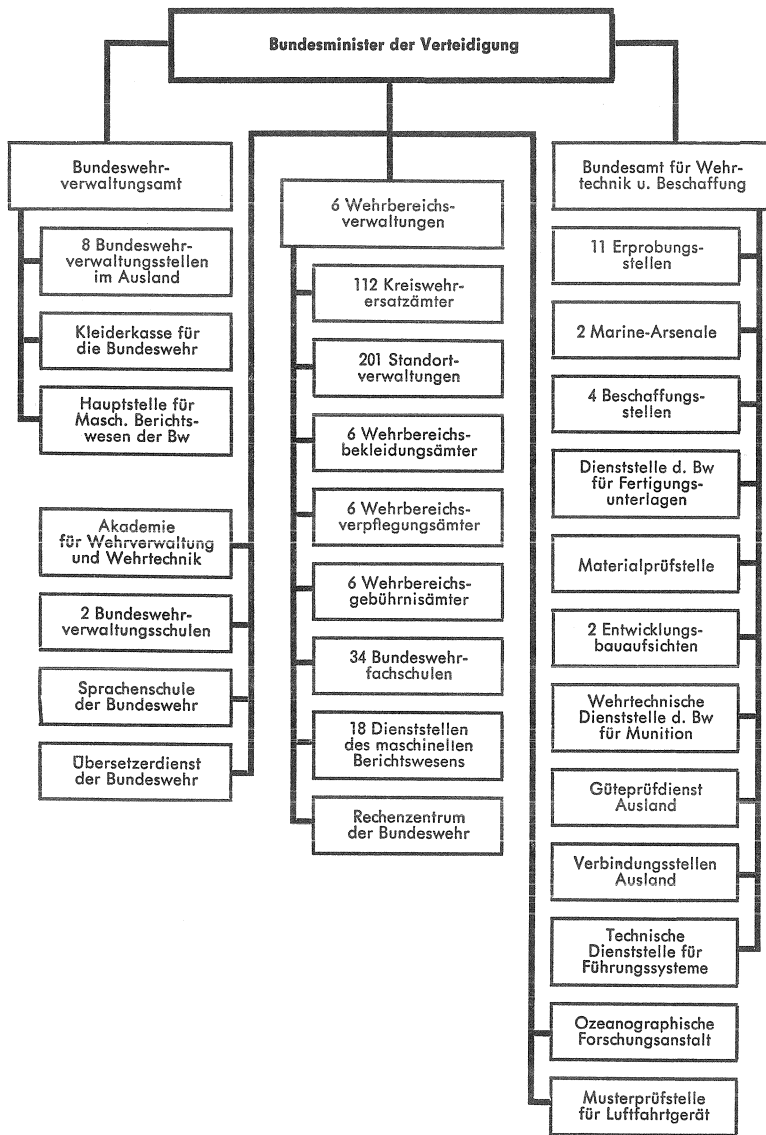 Bundesminister der Verteidigung
Bundeswehr-
verwaltungsamt
8 Bundeswehr-
verwaltungsstellen
im Ausland
Kleiderkasse für
die Bundeswehr
Hauptstelle für
Masch. Berichts-
wesen der Bw
Akademie
für Wehrverwaltung
und Wehrtechnik
2 Bundeswehr-
verwaltungsschulen
Sprachenschule
der Bundeswehr
Übersetzerdienst
der Bundeswehr
6 Wehrbereichs-
verwaltungen
112 Kreiswehr-
ersatzämter
201 Standort-
verwaltungen
6 Wehrbereichs-
bekleidungsämter
6 Wehrbereichs-
verpflegungsämter
6 Wehrbereichs-
gebührnisämter
34 Bundeswehr-
fachschulen
18 Dienststellen
des maschinellen
Berichtswesens
Rechenzentrum
der Bundeswehr
Bundesamt für Wehr-
technik u. Beschaffung
11 Erprobungs-
stellen
2 Marine-Arsenale
4 Beschaffungs-
stellen
Dienststelle d. Bw
für Fertigungs-
unterlagen
Materialprüfstelle
2 Entwicklungs-
bauaufsichten
Wehrtechnische
Dienststelle d. Bw
für Munition
Güteprüfdienst
Ausland
Verbindungsstellen
Ausland
Technische
Dienststelle für
Führungssysteme
Ozeanographische
Forschungsanstalt
Musterprüfstelle
für Luftfahrtgerät